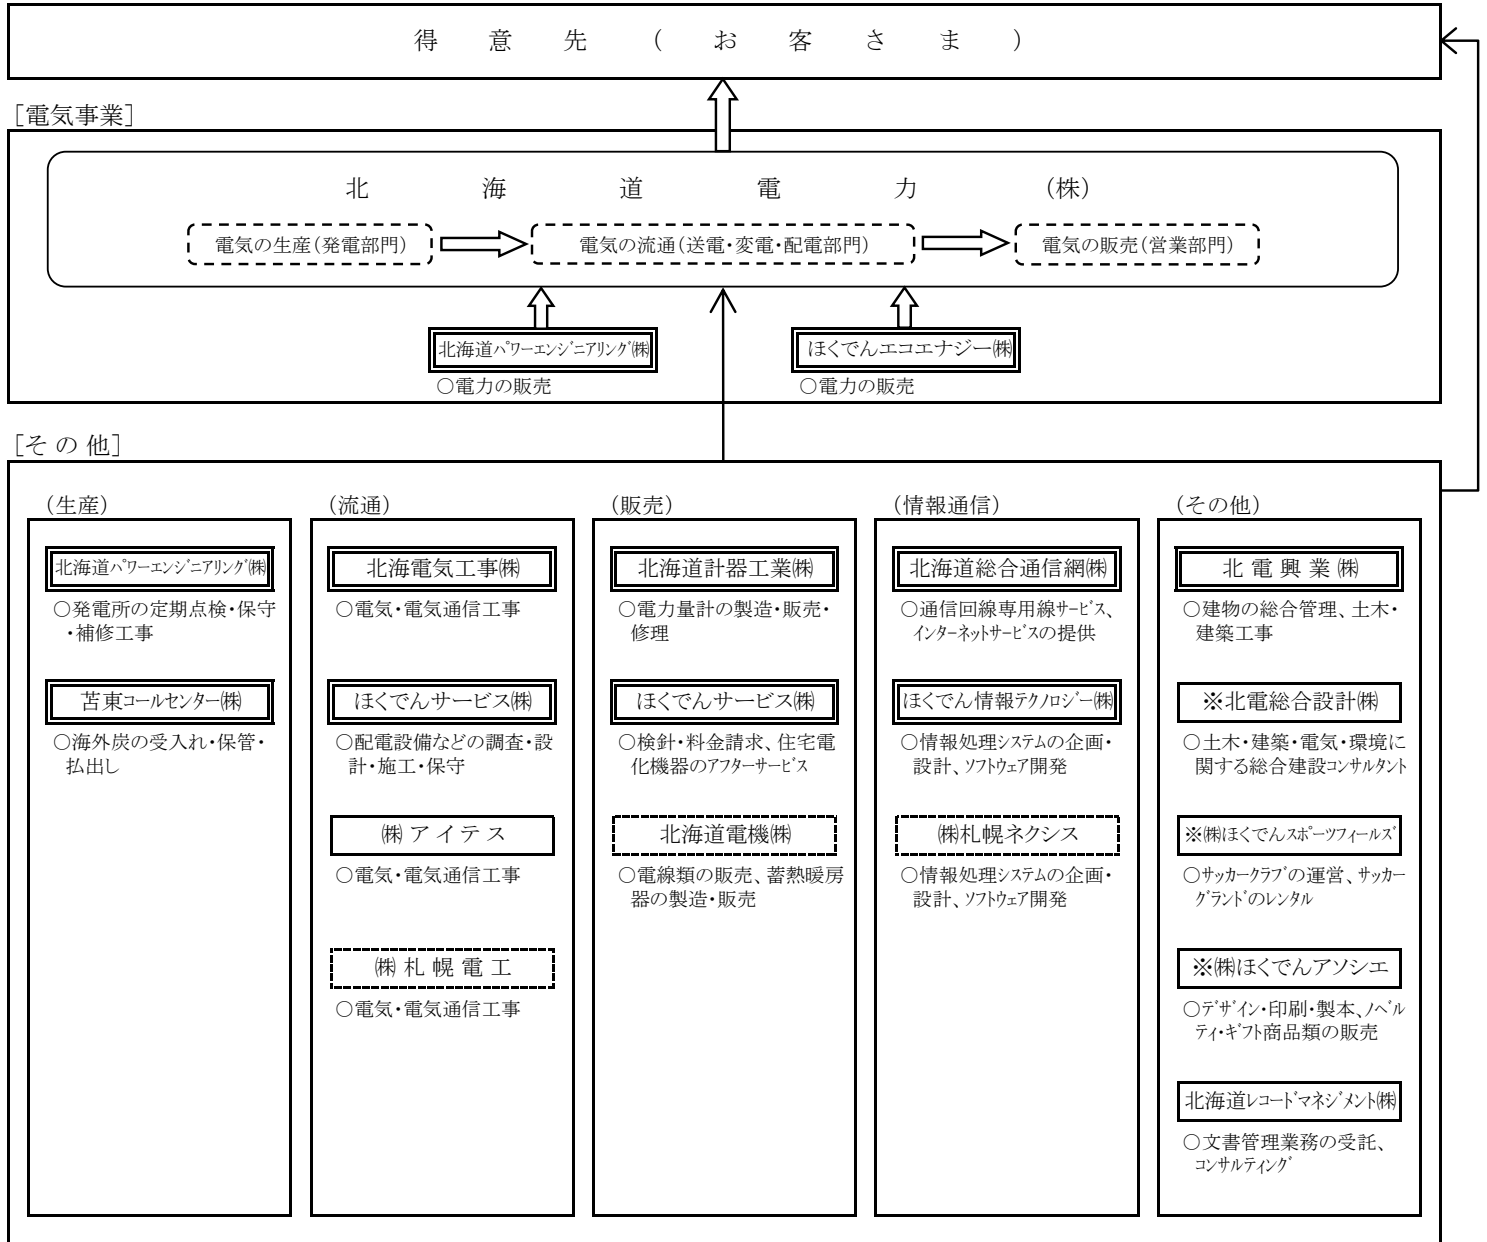 得意先（お客さま）
［電気事業］
北海道電力（株）
電気の生産（発電部門）
電気の流通（送電・変電・配電部門）
電気の販売（営業部門）
北海道ﾊﾟﾜｰｴﾝｼﾞﾆｱﾘﾝｸﾞ㈱
○電力の販売
ほくでんエコエナジー㈱
○電力の販売
［その他］
（生産）
北海道ﾊﾟﾜｰｴﾝｼﾞﾆｱﾘﾝｸﾞ㈱
○発電所の定期点検・保守
・補修工事
苫東ｺｰﾙｾﾝﾀｰ㈱
○海外炭の受入れ・保管・
払出し
（流通）
北海電気工事㈱
○電気・電気通信工事
ほくでんサービス㈱
○配電設備などの調査・設
計・施工・保守
㈱アイテス
○電気・電気通信工事
㈱札幌電工
○電気・電気通信工事
（販売）
北海道計器工業㈱
○電力量計の製造・販売・
修理
ほくでんサービス㈱
○検針・料金請求、住宅電
化機器のｱﾌﾀｰｻｰﾋﾞｽ
北海道電機㈱
○電線類の販売、蓄熱暖房
器の製造・販売
（情報通信）
北海道総合通信網㈱
○通信回線専用線ｻｰﾋﾞｽ、
ｲﾝﾀｰﾈｯﾄｻｰﾋﾞｽの提供
ほくでん情報ﾃｸﾉﾛｼﾞｰ㈱
○情報処理ｼｽﾃﾑの企画・
設計、ｿﾌﾄｳｪｱ開発
㈱札幌ネクシス
○情報処理ｼｽﾃﾑの企画・
設計、ｿﾌﾄｳｪｱ開発
（その他）
北電興業㈱
○建物の総合管理、土木・
建築工事
※北電総合設計㈱
○土木・建築・電気・環境に
関する総合建設ｺﾝｻﾙﾀﾝﾄ
※㈱ほくでんｽﾎﾟｰﾂﾌｨｰﾙｽﾞ
○ｻｯｶｰｸﾗﾌﾞの運営、ｻｯｶｰ
ｸﾞﾗﾝﾄﾞのﾚﾝﾀﾙ
※㈱ほくでんアソシエ
○ﾃﾞｻﾞｲﾝ・印刷・製本、ﾉﾍﾞﾙ
ﾃｨ・ｷﾞﾌﾄ商品類の販売
北海道ﾚｺｰﾄﾞﾏﾈｼﾞﾒﾝﾄ㈱
○文書管理業務の受託、
ｺﾝｻﾙﾃｨﾝｸﾞ